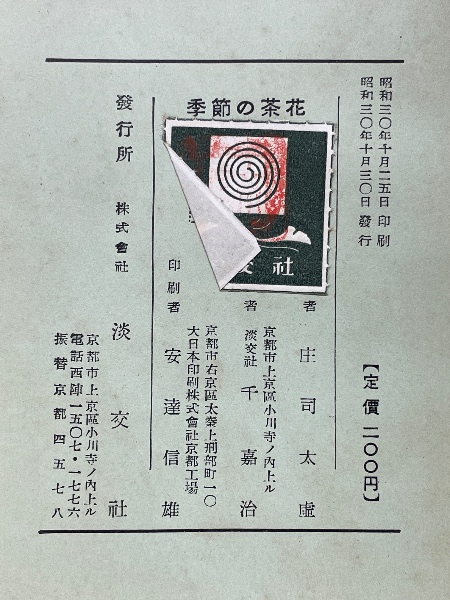 昭和三〇年十月二五日印刷
昭和三〇年十月三〇日發行
【定價 二〇〇円】
季節の茶花
者 庄司太虛
京都市上京區小川寺ノ內上ル
淡交社
者 千嘉治
京都市右京區太秦上刑部町一〇
大日本印刷株式會社京都工場
印刷者 安達信雄
發行所 株式會社 淡交社
京都市上京區小川寺ノ內上ル
電話西陣一五〇七・一七七六
振替京都四五七八
交社